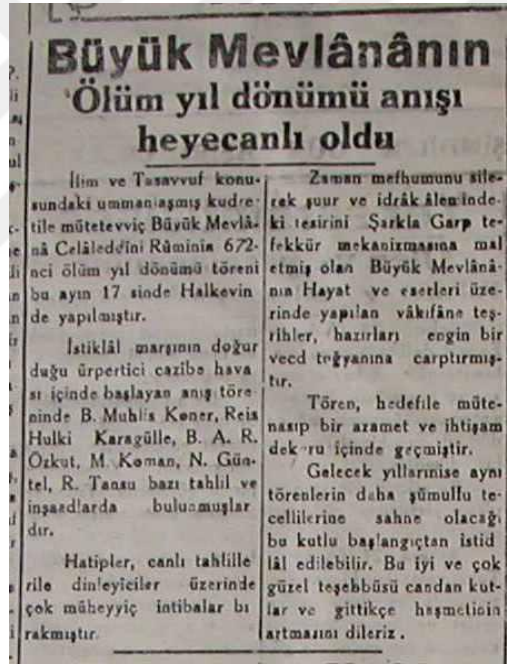 Büyük Mevlânânın
Ölüm yıl dönümü anışı
heyecanlı oldu
İlim ve Tasavvuf konu-
sundaki ummanlaşmış kudre-
tile mütetevviç Büyük Mevlâ-
nâ Celâleddini Rûminin 672-
nci ölüm yıl dönümü töreni
bu ayın 17 sinde Halkevin
de yapılmıştır.
İstiklâl marşının doğur
duğu ürpertici cazibe hava
sı içinde başlayan anış töre
ninde B. Muhlis Koner, Reis
Hulki Karagülle, B. A. R.
Özkut, M. Koman, N. Gün-
tel, R. Tansu bazı tahlil ve
inşaadlarda bulunmuşlar
dır.
Hatipler, canlı tahlille
rile dinleyiciler üzerinde
çok müheyyiç intibalar bı
rakmıştır.
Zaman mefhumunu sile-
rek şuur ve idrâk âleminde-
ki tesirini Şarkla Garp te-
fekkür mekanizmasına mal
etmiş olan Büyük Mevlânâ-
nın Hayat ve eserleri üze-
rinde yapılan vâkıfâne teş-
rihler, hazırları engin bir
vecd tuğyanına carptırmış-
tır.
Tören, hedefile müte-
nasıp bir azamet ve ihtişam
dekoru içinde geçmiştir.
Gelecek yıllarınise aynı
törenlerin daha şümullu te-
cellilerine sahne olacağı
bu kutlu başlangıçtan istid
lâl edilebilir. Bu iyi ve çok
güzel teşebbüsü candan kut-
lar ve gittikçe haşmetinin
artmasını dileriz.